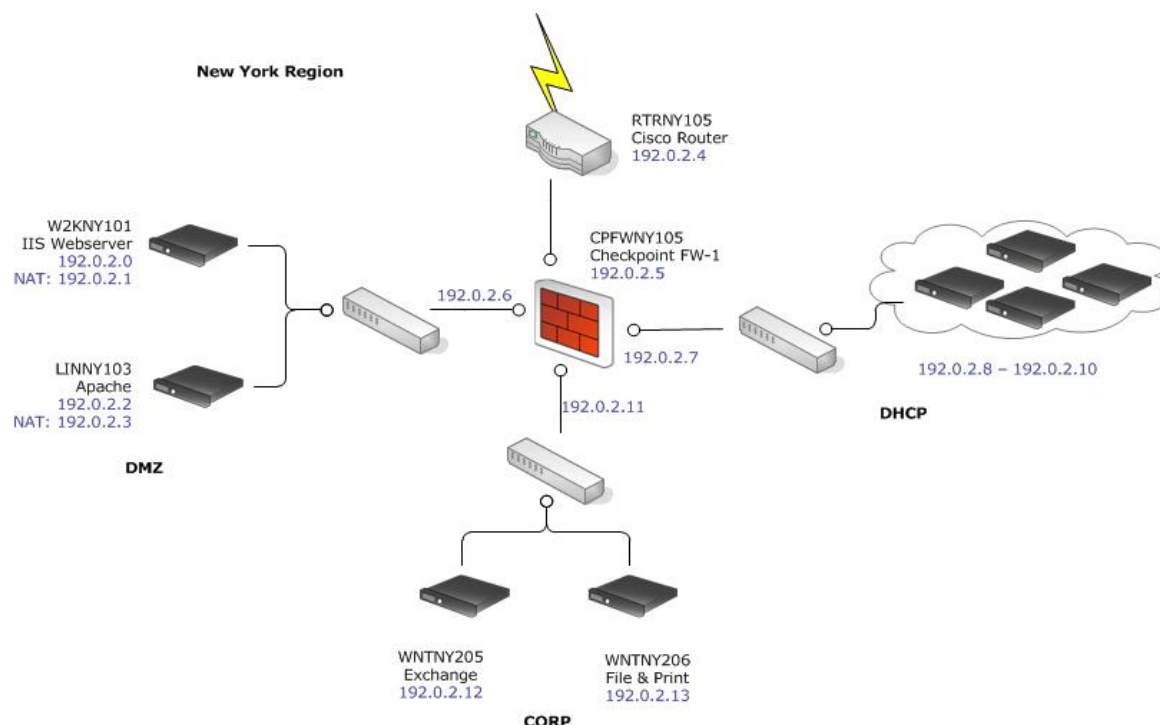 New York Region
RTRNY105
Cisco Router
192.0.2.4
W2KNY101
IIS Webserver
192.0.2.0
NAT: 192.0.2.1
CPFWNY105
Checkpoint FW-1
192.0.2.5
192.0.2.6
192.0.2.7
192.0.2.8 – 192.0.2.10
DHCP
LINNY103
Apache
192.0.2.2
NAT: 192.0.2.3
DMZ
192.0.2.11
WNTNY205
Exchange
192.0.2.12
WNTNY206
File & Print
192.0.2.13
CORP